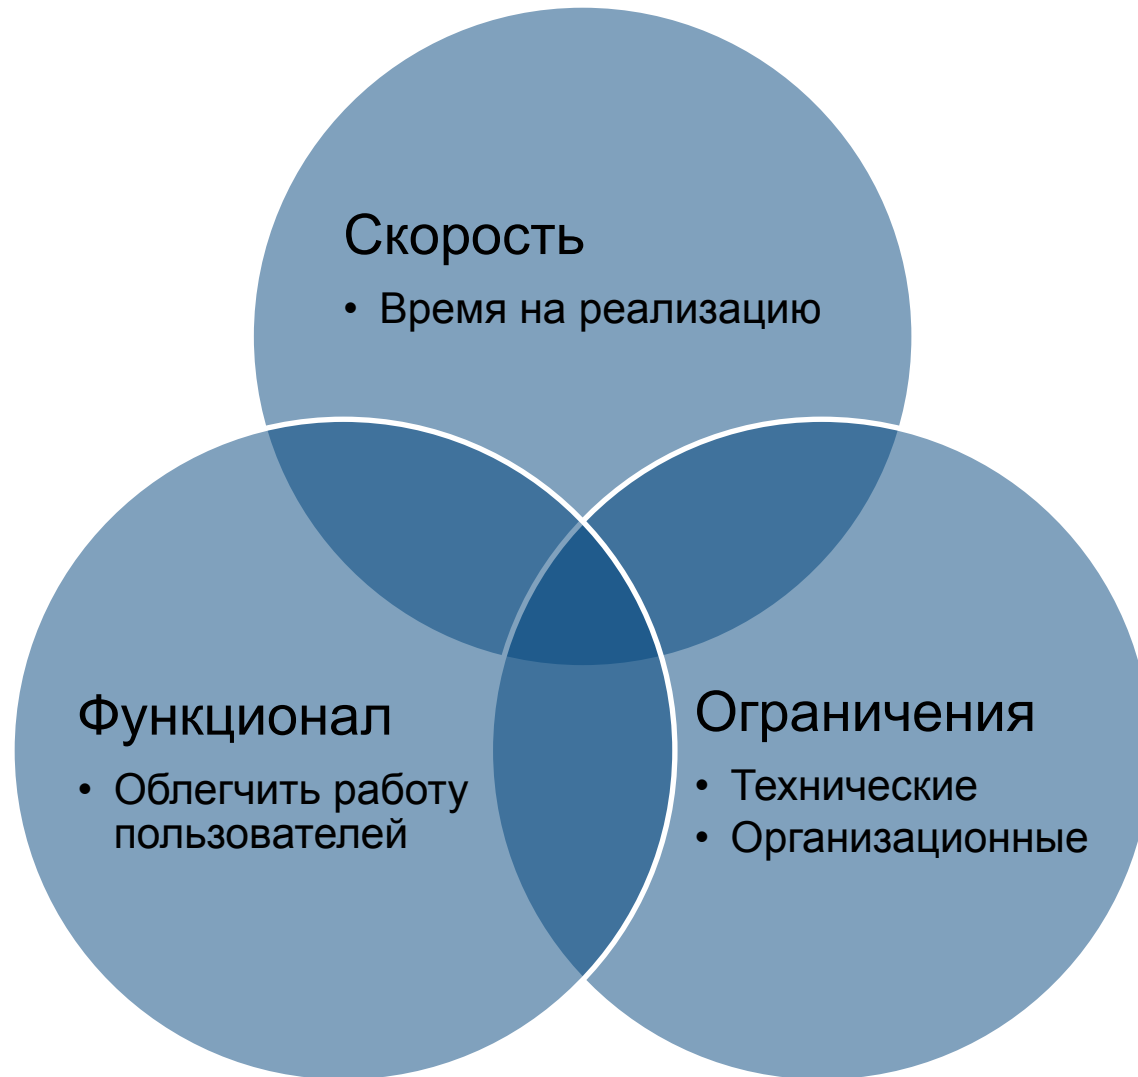 Скорость
• Время на реализацию
Функционал
• Облегчить работу
пользователей
Ограничения
• Технические
• Организационные